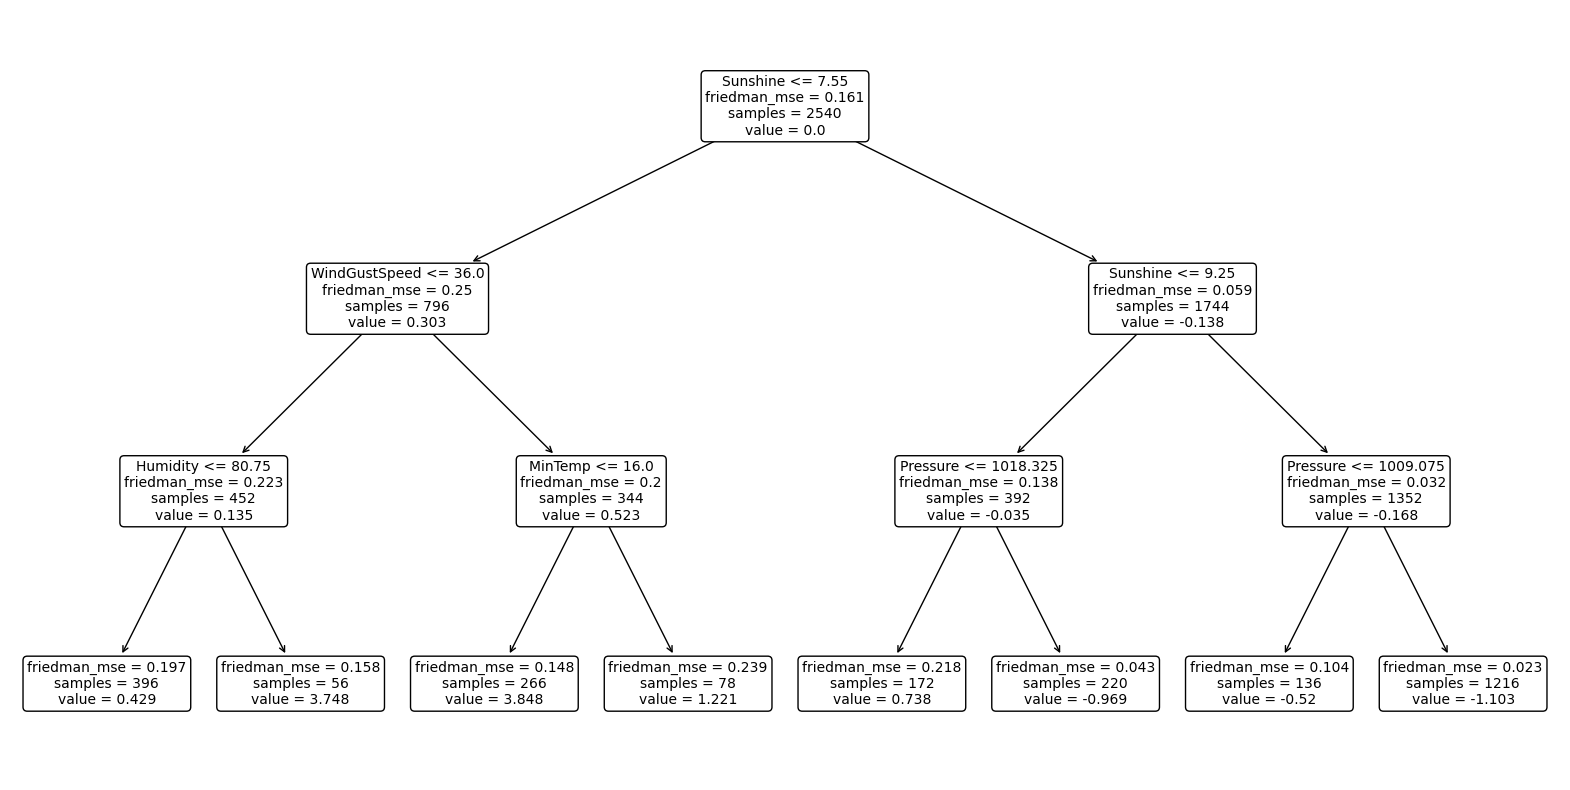 Sunshine <= 7.55
friedman_mse = 0.161
samples = 2540
value = 0.0
WindGustSpeed <= 36.0
friedman_mse = 0.25
samples = 796
value = 0.303
Sunshine <= 9.25
friedman_mse = 0.059
samples = 1744
value = -0.138
Humidity <= 80.75
friedman_mse = 0.223
samples = 452
value = 0.135
MinTemp <= 16.0
friedman_mse = 0.2
samples = 344
value = 0.523
Pressure <= 1018.325
friedman_mse = 0.138
samples = 392
value = -0.035
Pressure <= 1009.075
friedman_mse = 0.032
samples = 1352
value = -0.168
friedman_mse = 0.197
samples = 396
value = 0.429
friedman_mse = 0.158
samples = 56
value = 3.748
friedman_mse = 0.148
samples = 266
value = 3.848
friedman_mse = 0.239
samples = 78
value = 1.221
friedman_mse = 0.218
samples = 172
value = 0.738
friedman_mse = 0.043
samples = 220
value = -0.969
friedman_mse = 0.104
samples = 136
value = -0.52
friedman_mse = 0.023
samples = 1216
value = -1.103